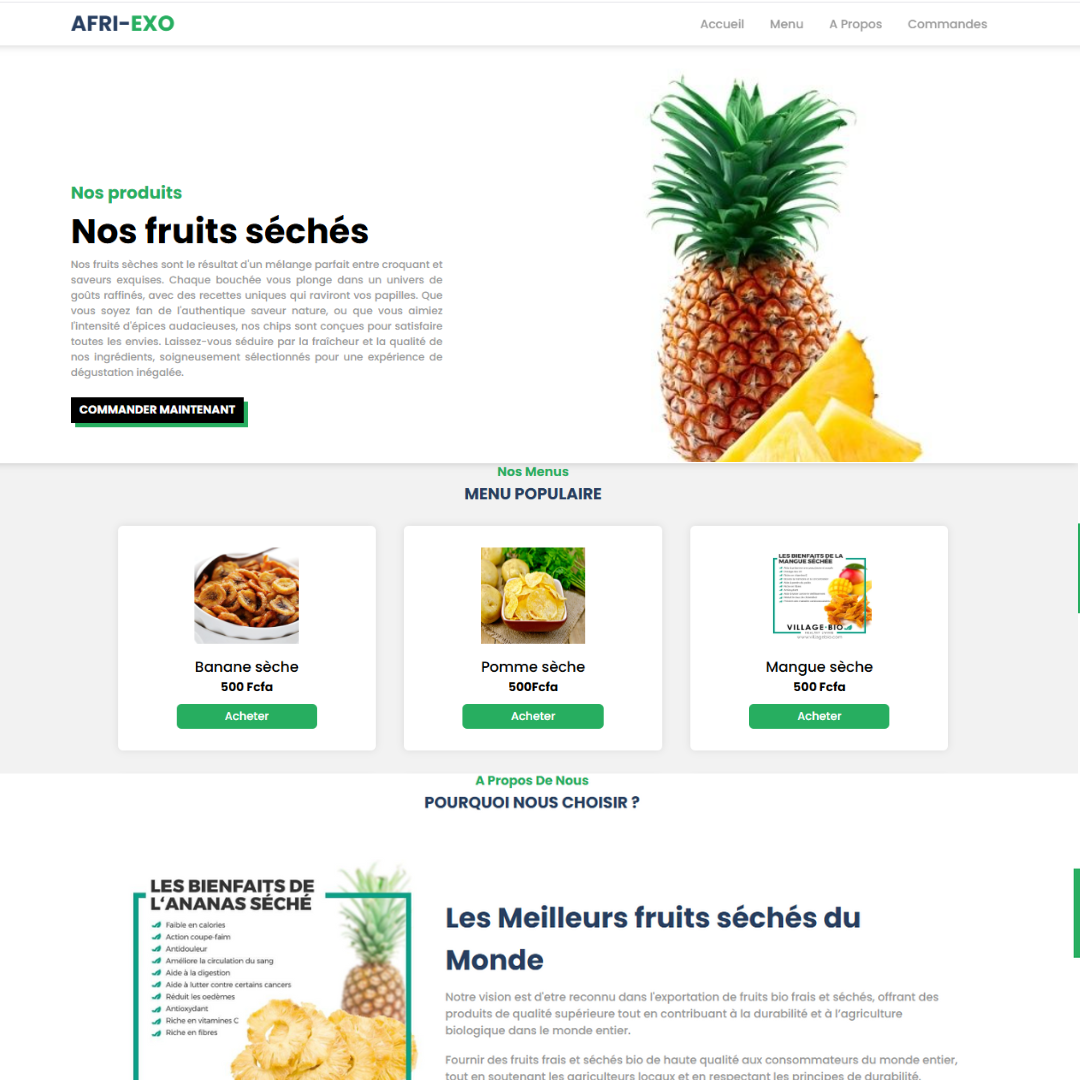 AFRI-EXO
Accueil Menu A Propos Commandes
Nos produits
Nos fruits séchés
Nos fruits sèches sont le résultat d'un mélange parfait entre croquant et
saveurs exquises. Chaque bouchée vous plonge dans un univers de
goûts raffinés, avec des recettes uniques qui raviront vos papilles. Que
vous soyez fan de l'authentique saveur nature, ou que vous aimiez
l'intensité d'épices audacieuses, nos chips sont conçues pour satisfaire
toutes les envies. Laissez-vous séduire par la fraîcheur et la qualité de
nos ingrédients, soigneusement sélectionnés pour une expérience de
dégustation inégalée.
COMMANDER MAINTENANT
Nos Menus
MENU POPULAIRE
Banane sèche
500 Fcfa
Acheter
Pomme sèche
500Fcfa
Acheter
LES BIENFAITS DE LA
MANGUE SÉCHÉE
VILLAGE-BIO
Mangue sèche
500 Fcfa
Acheter
A Propos De Nous
POURQUOI NOUS CHOISIR ?
LES BIENFAITS DE
L'ANANAS SÉCHÉ
Faible en calories
Action coupe-faim
Antidouleur
Améliore la circulation du sang
Aide à la digestion
Aide à lutter contre certains cancers
Réduit les oedèmes
Antioxydant
Riche en vitamines C
Riche en fibres
Les Meilleurs fruits séchés du
Monde
Notre vision est d'etre reconnu dans l'exportation de fruits bio frais et séchés, offrant des
produits de qualité supérieure tout en contribuant à la durabilité et à l'agriculture
biologique dans le monde entier.
Fournir des fruits frais et séchés bio de haute qualité aux consommateurs du monde entier,
tout en soutenant les agriculteurs locaux et en respectant les principes de durabilité,